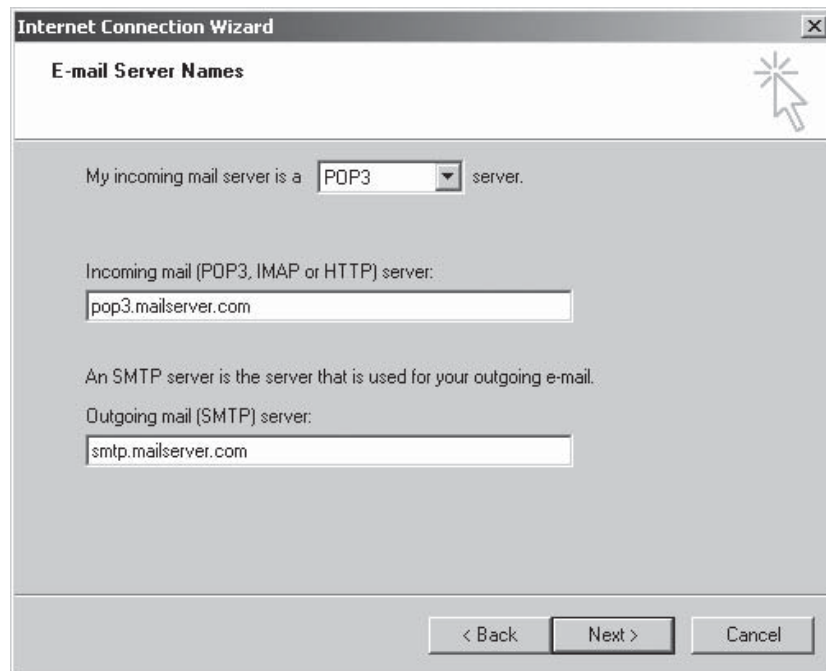 Internet Connection Wizard
E-mail Server Names
My incoming mail server is a POP3 server.
Incoming mail (POP3, IMAP or HTTP) server:
pop3.mailserver.com
An SMTP server is the server that is used for your outgoing e-mail.
Outgoing mail (SMTP) server:
smtp.mailserver.com
< Back Next > Cancel